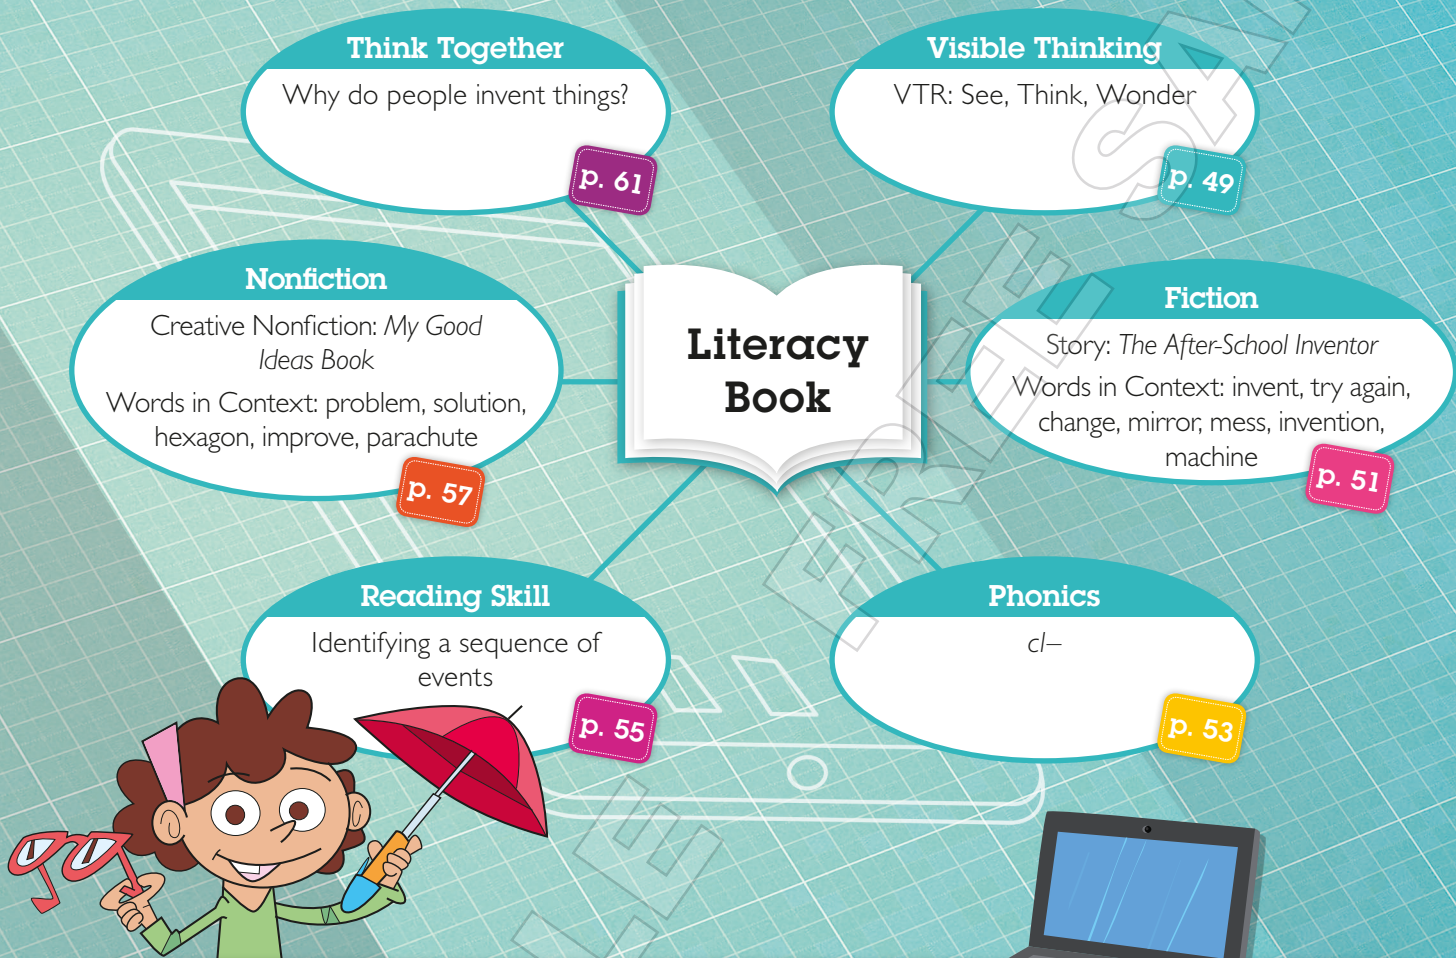 Think Together
Why do people invent things?
p. 61
Visible Thinking
VTR: See, Think, Wonder
p. 49
Nonfiction
Creative Nonfiction: My Good
Ideas Book
Words in Context: problem, solution,
hexagon, improve, parachute
p. 57
Literacy
Book
Fiction
Story: The After-School Inventor
Words in Context: invent, try again,
change, mirror, mess, invention,
machine
p. 51
Reading Skill
Identifying a sequence of
events
p. 55
Phonics
cl–
p. 53
FREE SA
LE